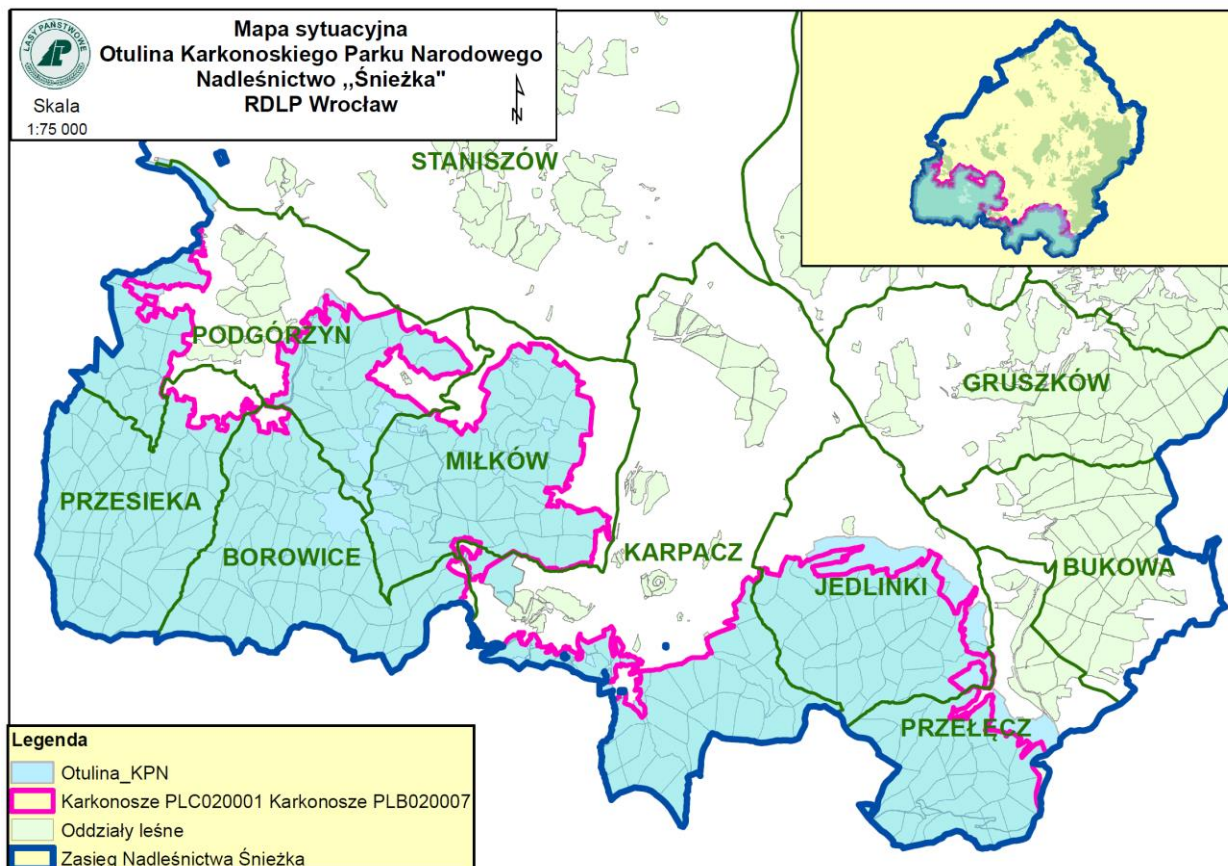 LASY PAŃSTWOWE
Mapa sytuacyjna
Otulina Karkonoskiego Parku Narodowego
Nadleśnictwo ,,Śnieżka"
RDLP Wrocław
Skala
1:75 000
N
STANISZÓW
PODGÓRZYN
GRUSZKÓW
MIŁKÓW
PRZESIEKA
BOROWICE
KARPACZ
JEDLINKI
BUKOWA
PRZEŁĘCZ
Legenda
Otulina_KPN
Karkonosze PLC020001 Karkonosze PLB020007
Oddziały leśne
Zasięg Nadleśnictwa Śnieżka